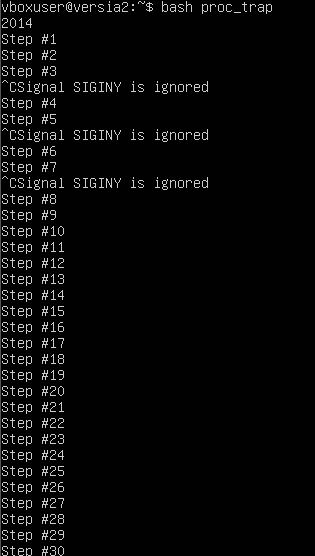 vboxuser@versia2:~$ bash proc_trap
2014
Step #1
Step #2
Step #3
^CSignal SIGINY is ignored
Step #4
Step #5
^CSignal SIGINY is ignored
Step #6
Step #7
^CSignal SIGINY is ignored
Step #8
Step #9
Step #10
Step #11
Step #12
Step #13
Step #14
Step #15
Step #16
Step #17
Step #18
Step #19
Step #20
Step #21
Step #22
Step #23
Step #24
Step #25
Step #26
Step #27
Step #28
Step #29
Step #30